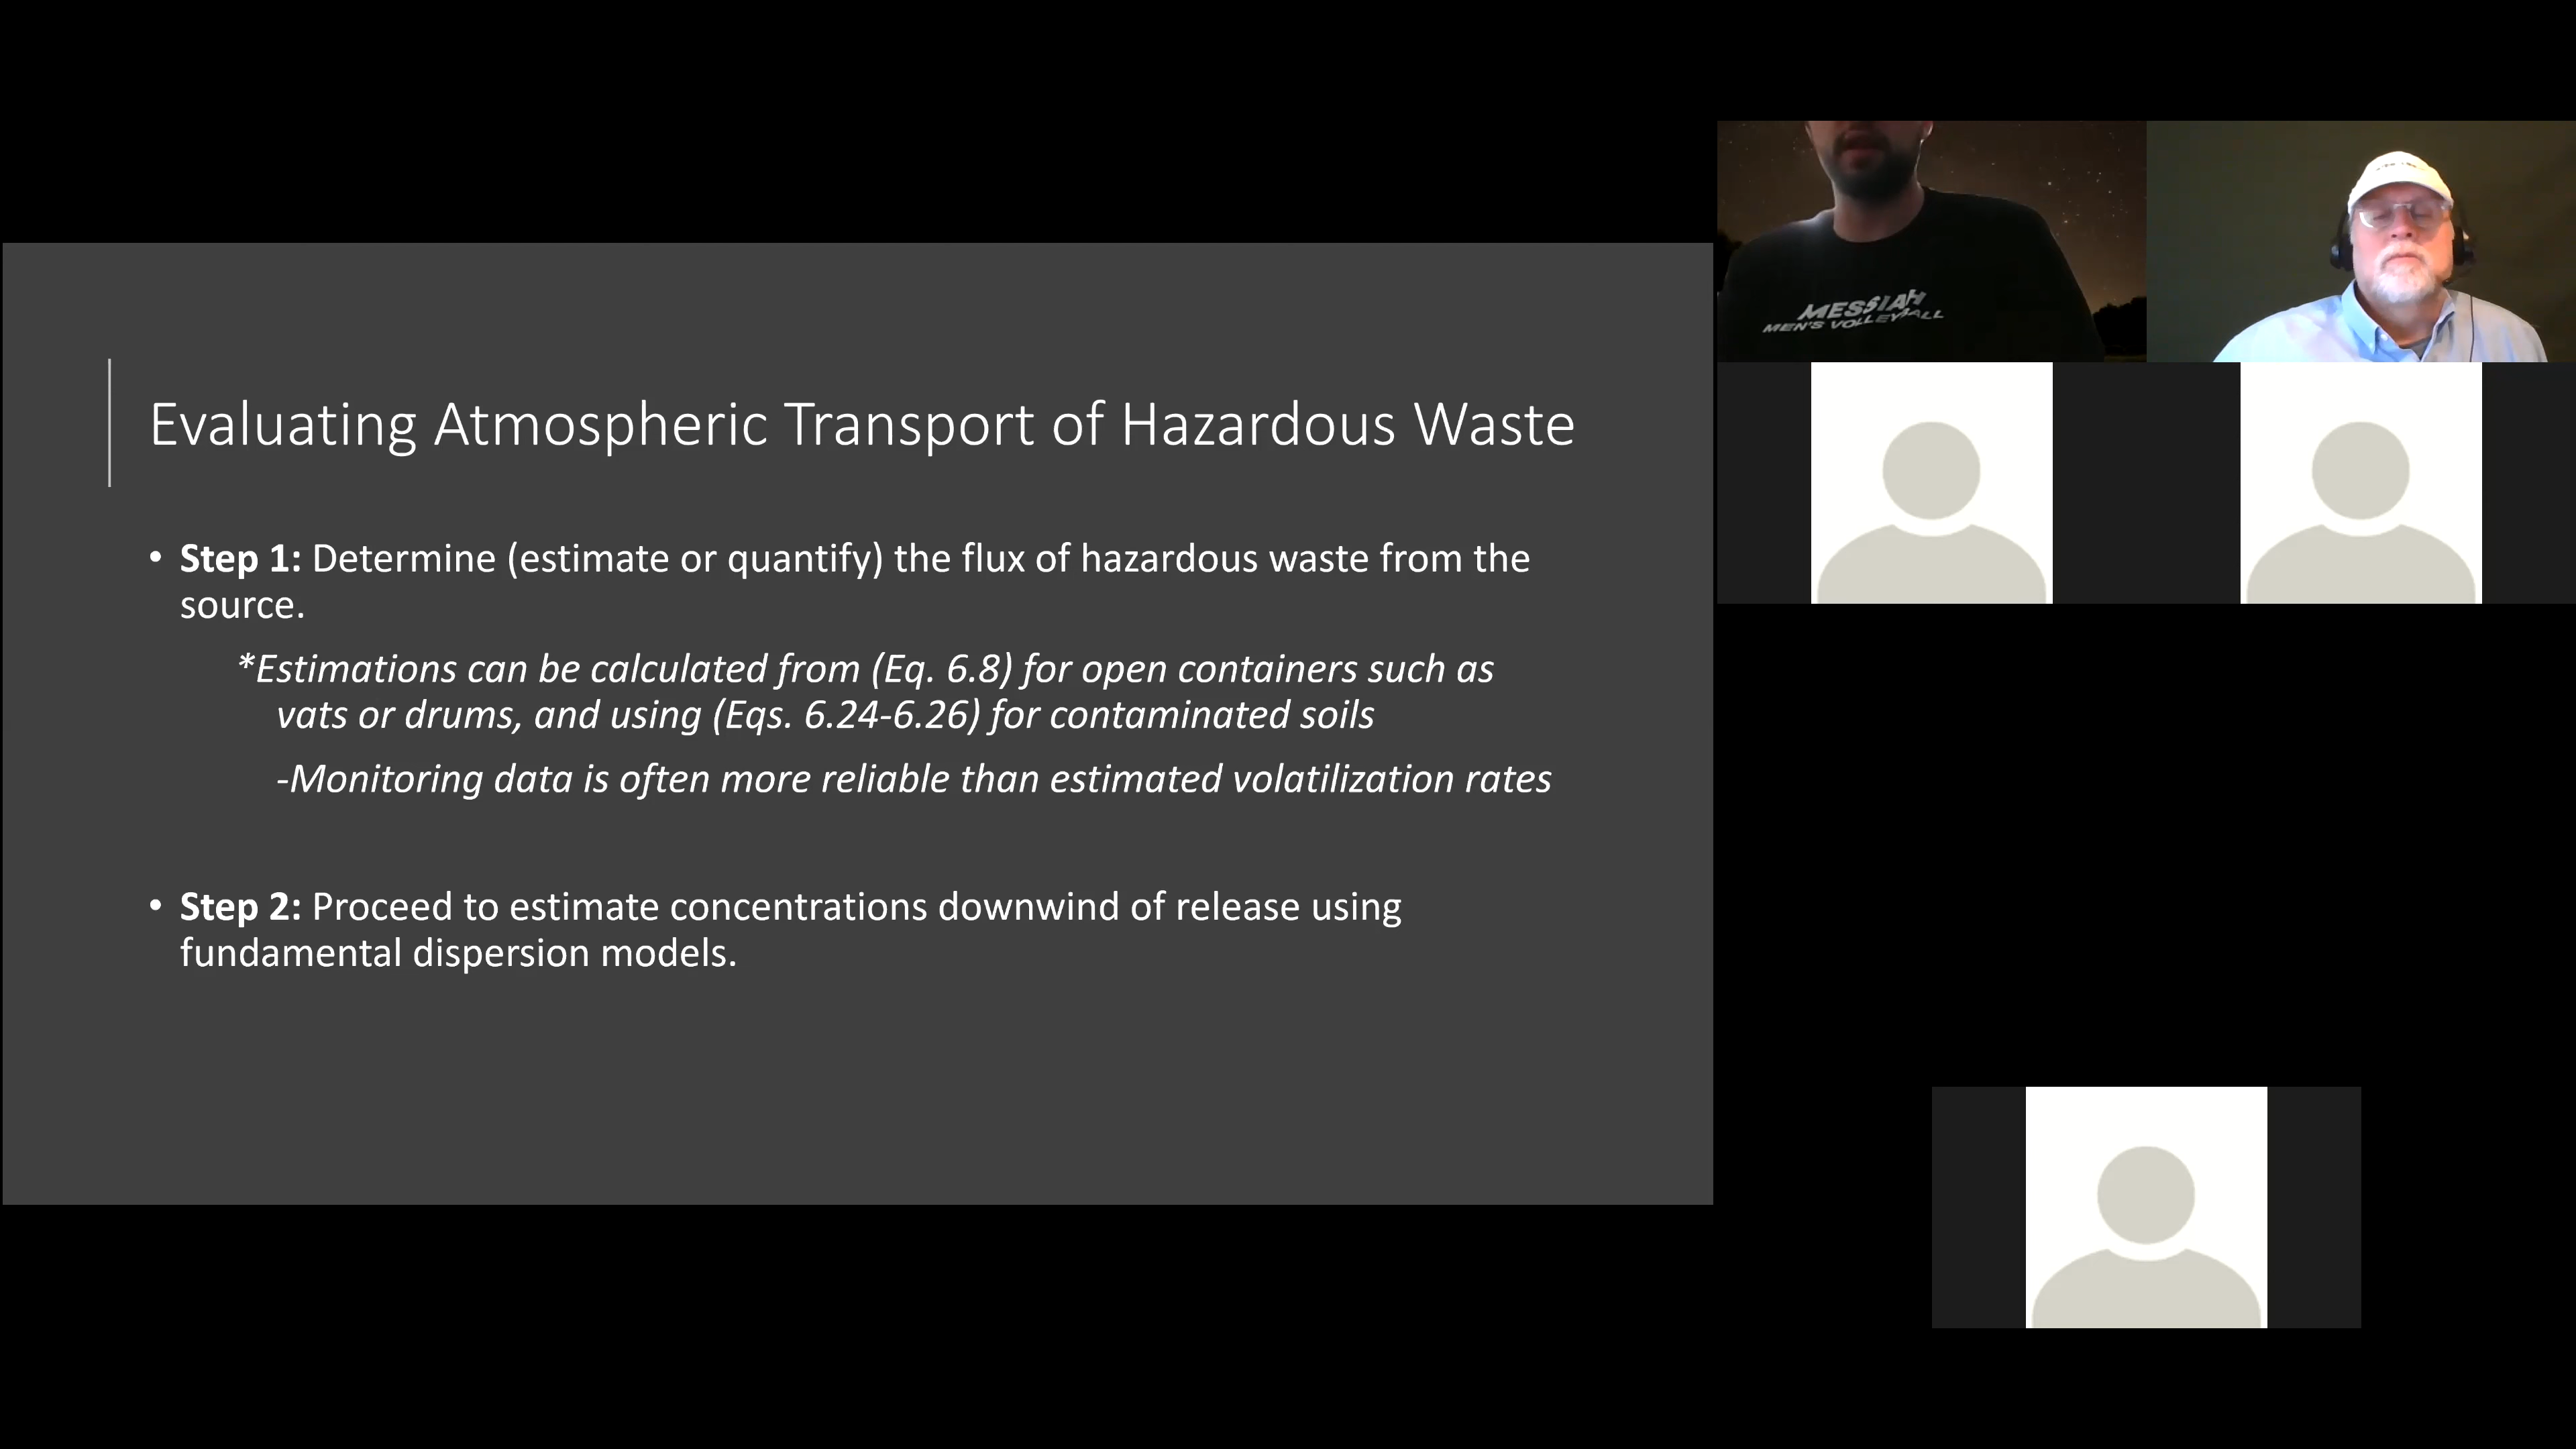 Evaluating Atmospheric Transport of Hazardous Waste
• Step 1: Determine (estimate or quantify) the flux of hazardous waste from the
source.
*Estimations can be calculated from (Eq. 6.8) for open containers such as
vats or drums, and using (Eqs. 6.24-6.26) for contaminated soils
-Monitoring data is often more reliable than estimated volatilization rates
• Step 2: Proceed to estimate concentrations downwind of release using
fundamental dispersion models.
MESSIAH
MEN'S VOLLEYBALL